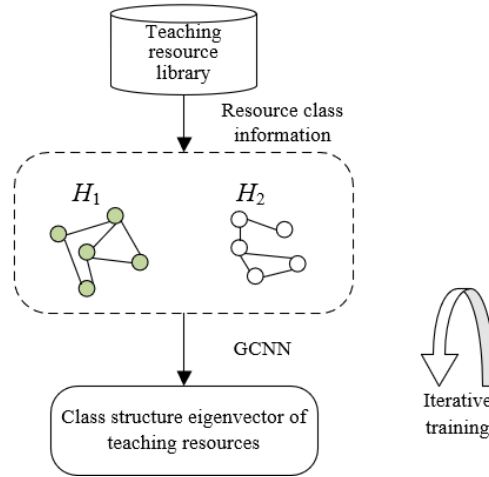 Teaching
resource
library
Resource class
information
H1
H2
GCNN
Class structure eigenvector of
teaching resources
Iterative
training